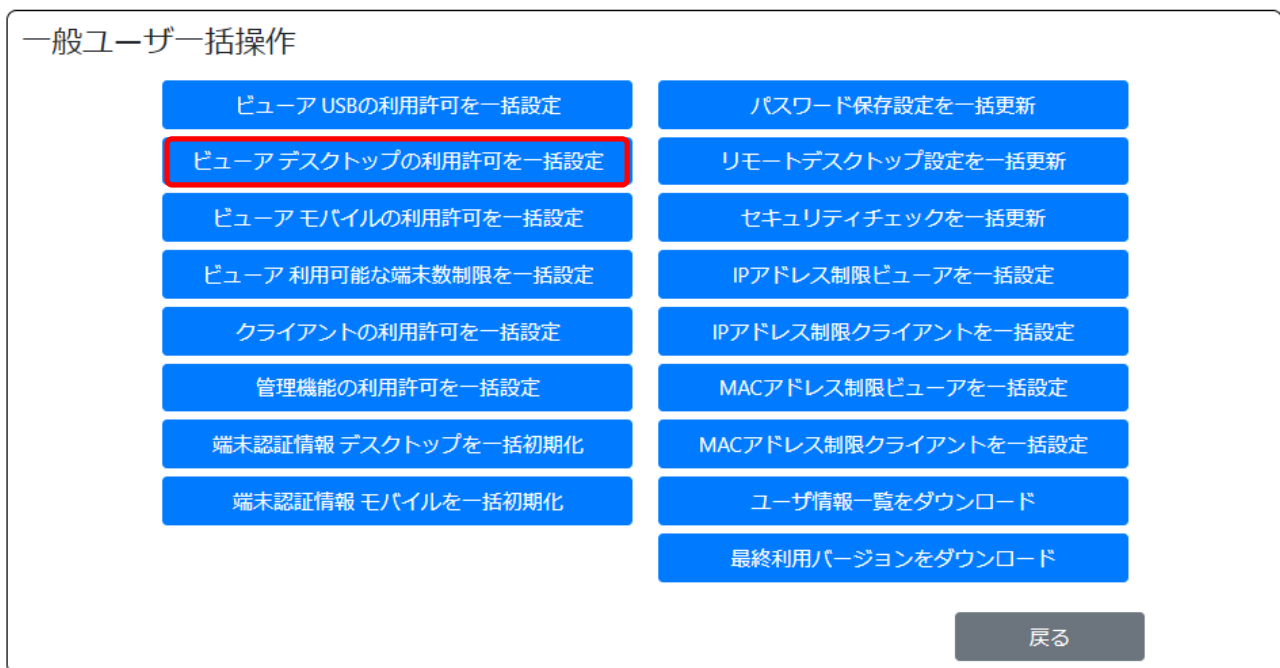 一般ユーザ一括操作
ビューア USBの利用許可を一括設定
ビューア デスクトップの利用許可を一括設定
ビューア モバイルの利用許可を一括設定
ビューア 利用可能な端末数制限を一括設定
クライアントの利用許可を一括設定
管理機能の利用許可を一括設定
端末認証情報 デスクトップを一括初期化
端末認証情報 モバイルを一括初期化
パスワード保存設定を一括更新
リモートデスクトップ設定を一括更新
セキュリティチェックを一括更新
IPアドレス制限ビューアを一括設定
IPアドレス制限クライアントを一括設定
MACアドレス制限ビューアを一括設定
MACアドレス制限クライアントを一括設定
ユーザ情報一覧をダウンロード
最終利用バージョンをダウンロード
戻る